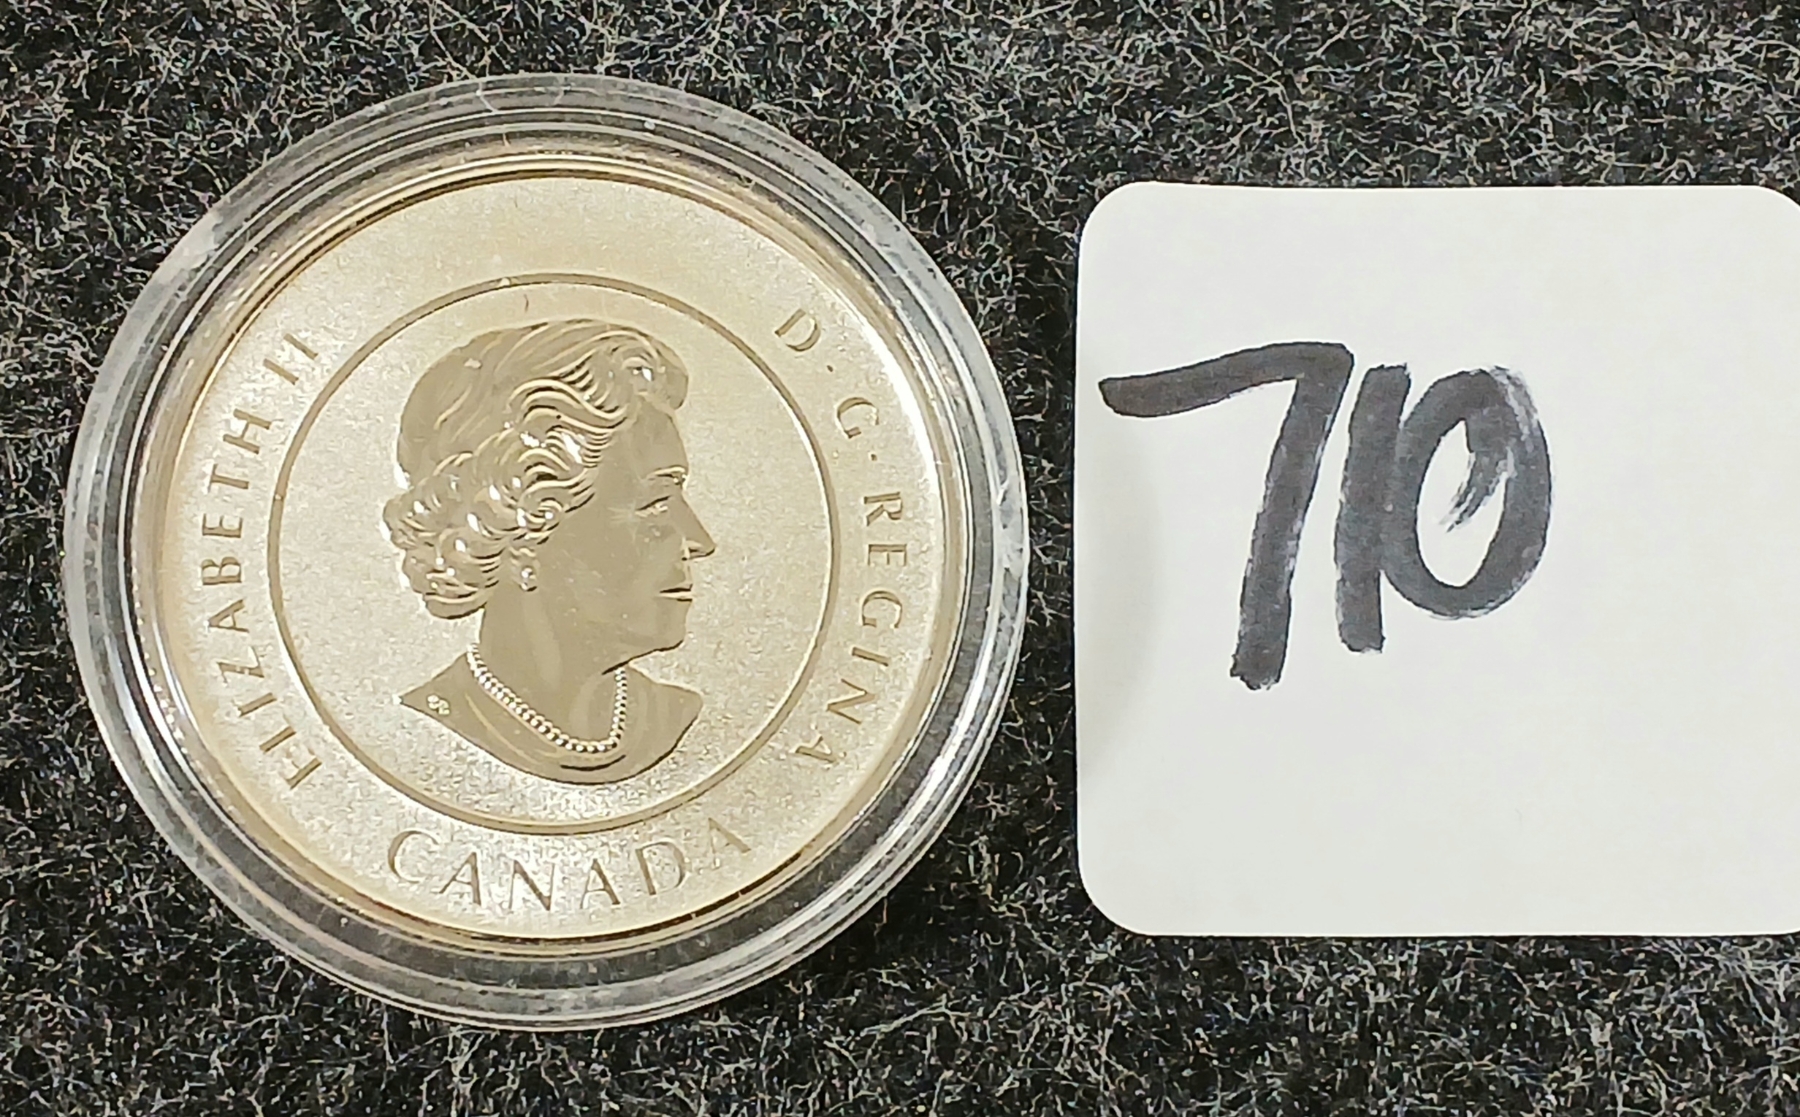 ELIZABETH II
D·G·REGINA
CANADA
710